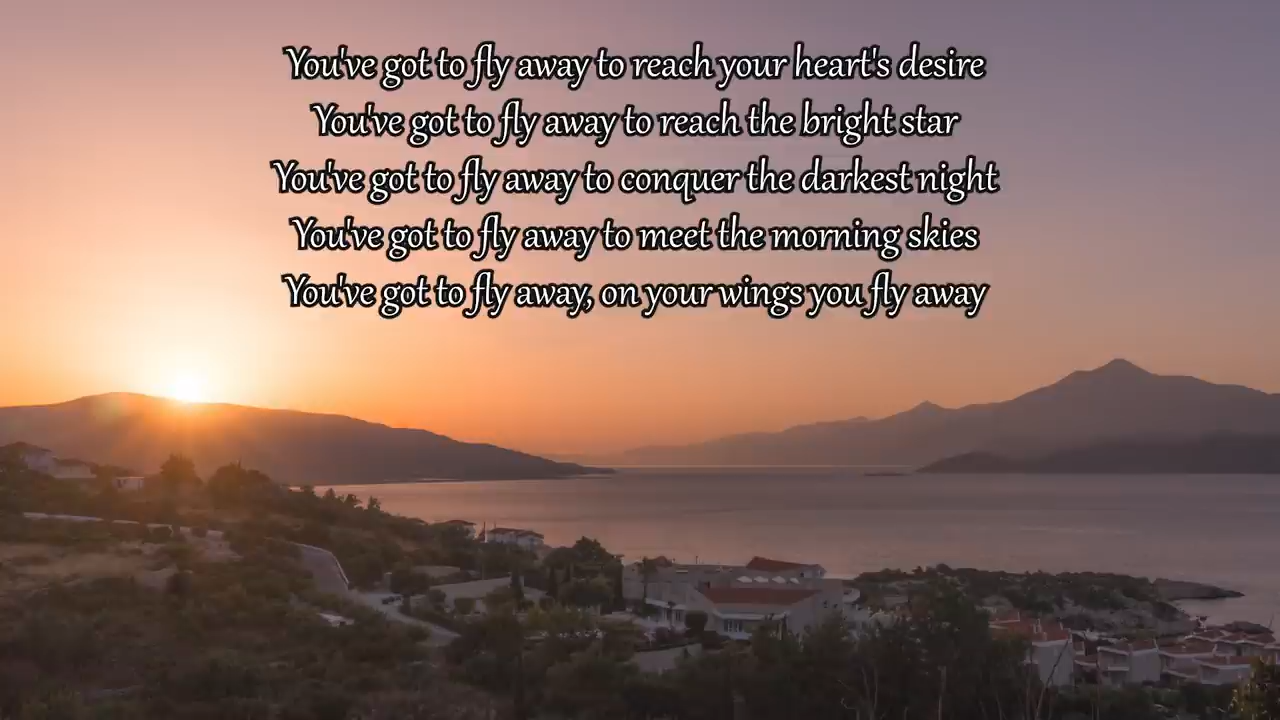 You've got to fly away to reach your heart's desire
You've got to fly away to reach the bright star
You've got to fly away to conquer the darkest night
You've got to fly away to meet the morning skies
You've got to fly away, on your wings you fly away